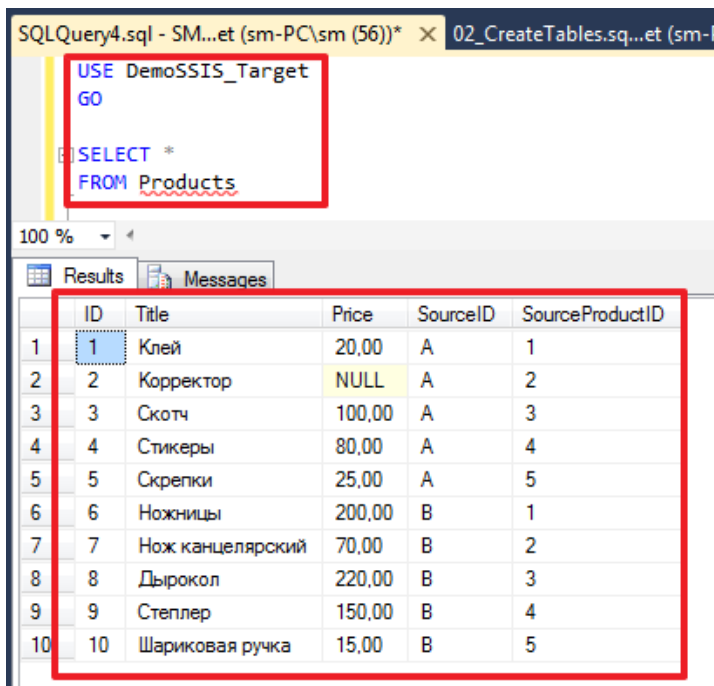 SQLQuery4.sql - SM...et (sm-PC\sm (56))* 02_CreateTables.sq...et (sm-
USE DemoSSIS_Target
GO
SELECT *
FROM Products
100 %
Results Messages
ID Title Price SourceID SourceProductID
1 1 Клей 20,00 A 1
2 2 Корректор NULL A 2
3 3 Скотч 100,00 A 3
4 4 Стикеры 80,00 A 4
5 5 Скрепки 25,00 A 5
6 6 Ножницы 200,00 B 1
7 7 Нож канцелярский 70,00 B 2
8 8 Дырокол 220,00 B 3
9 9 Степлер 150,00 B 4
10 10 Шариковая ручка 15,00 B 5